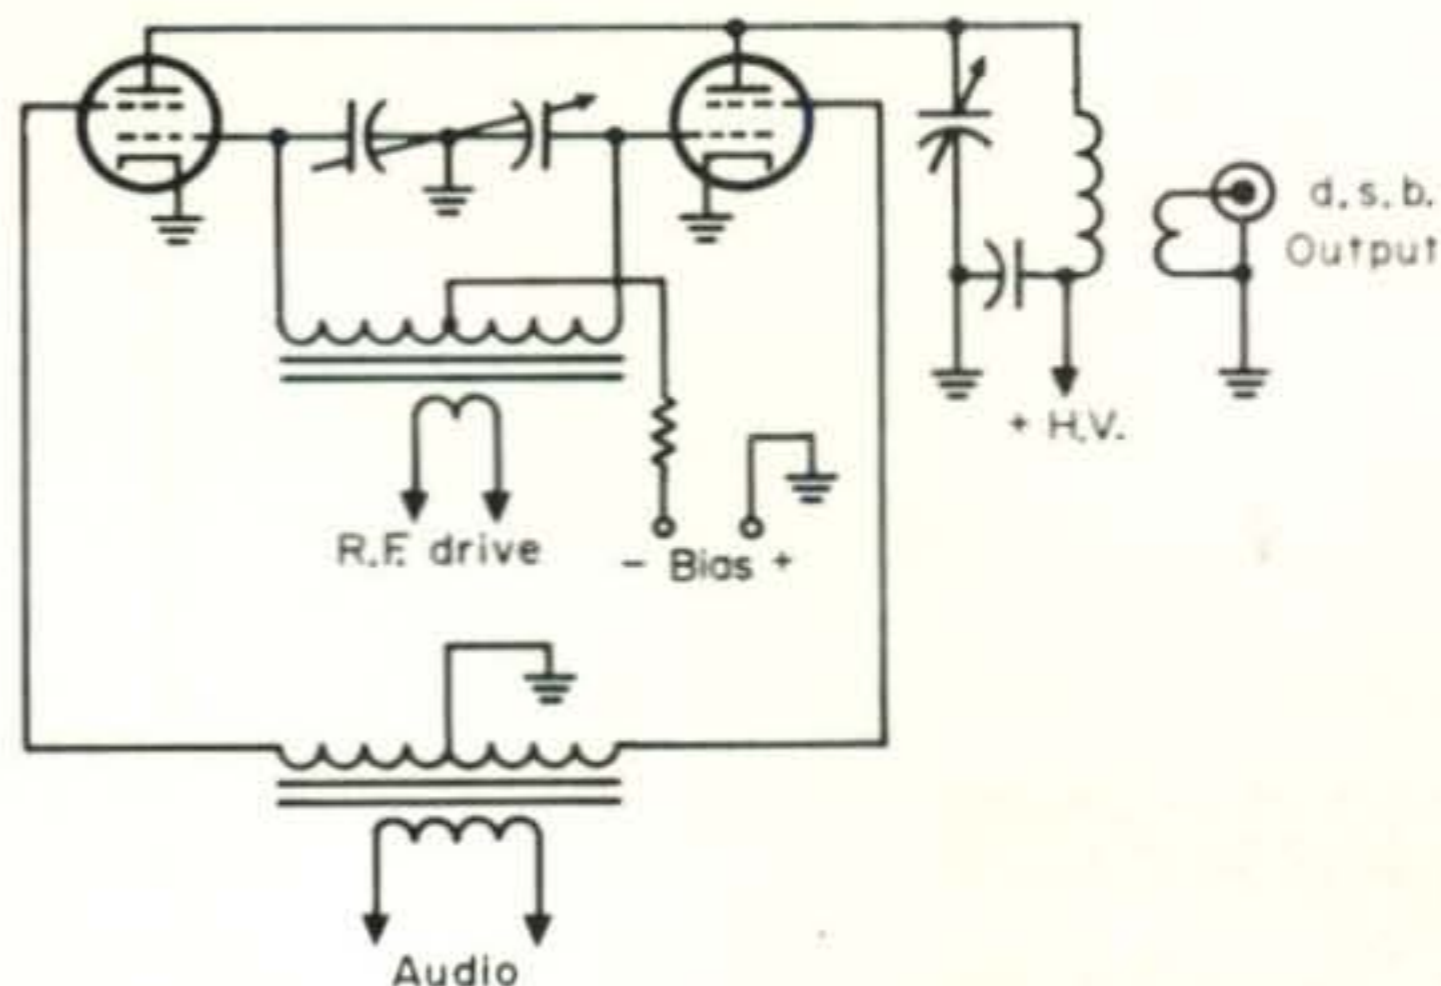 d.s.b.
Output
+ H.V.
R.F. drive
- Bias +
Audio